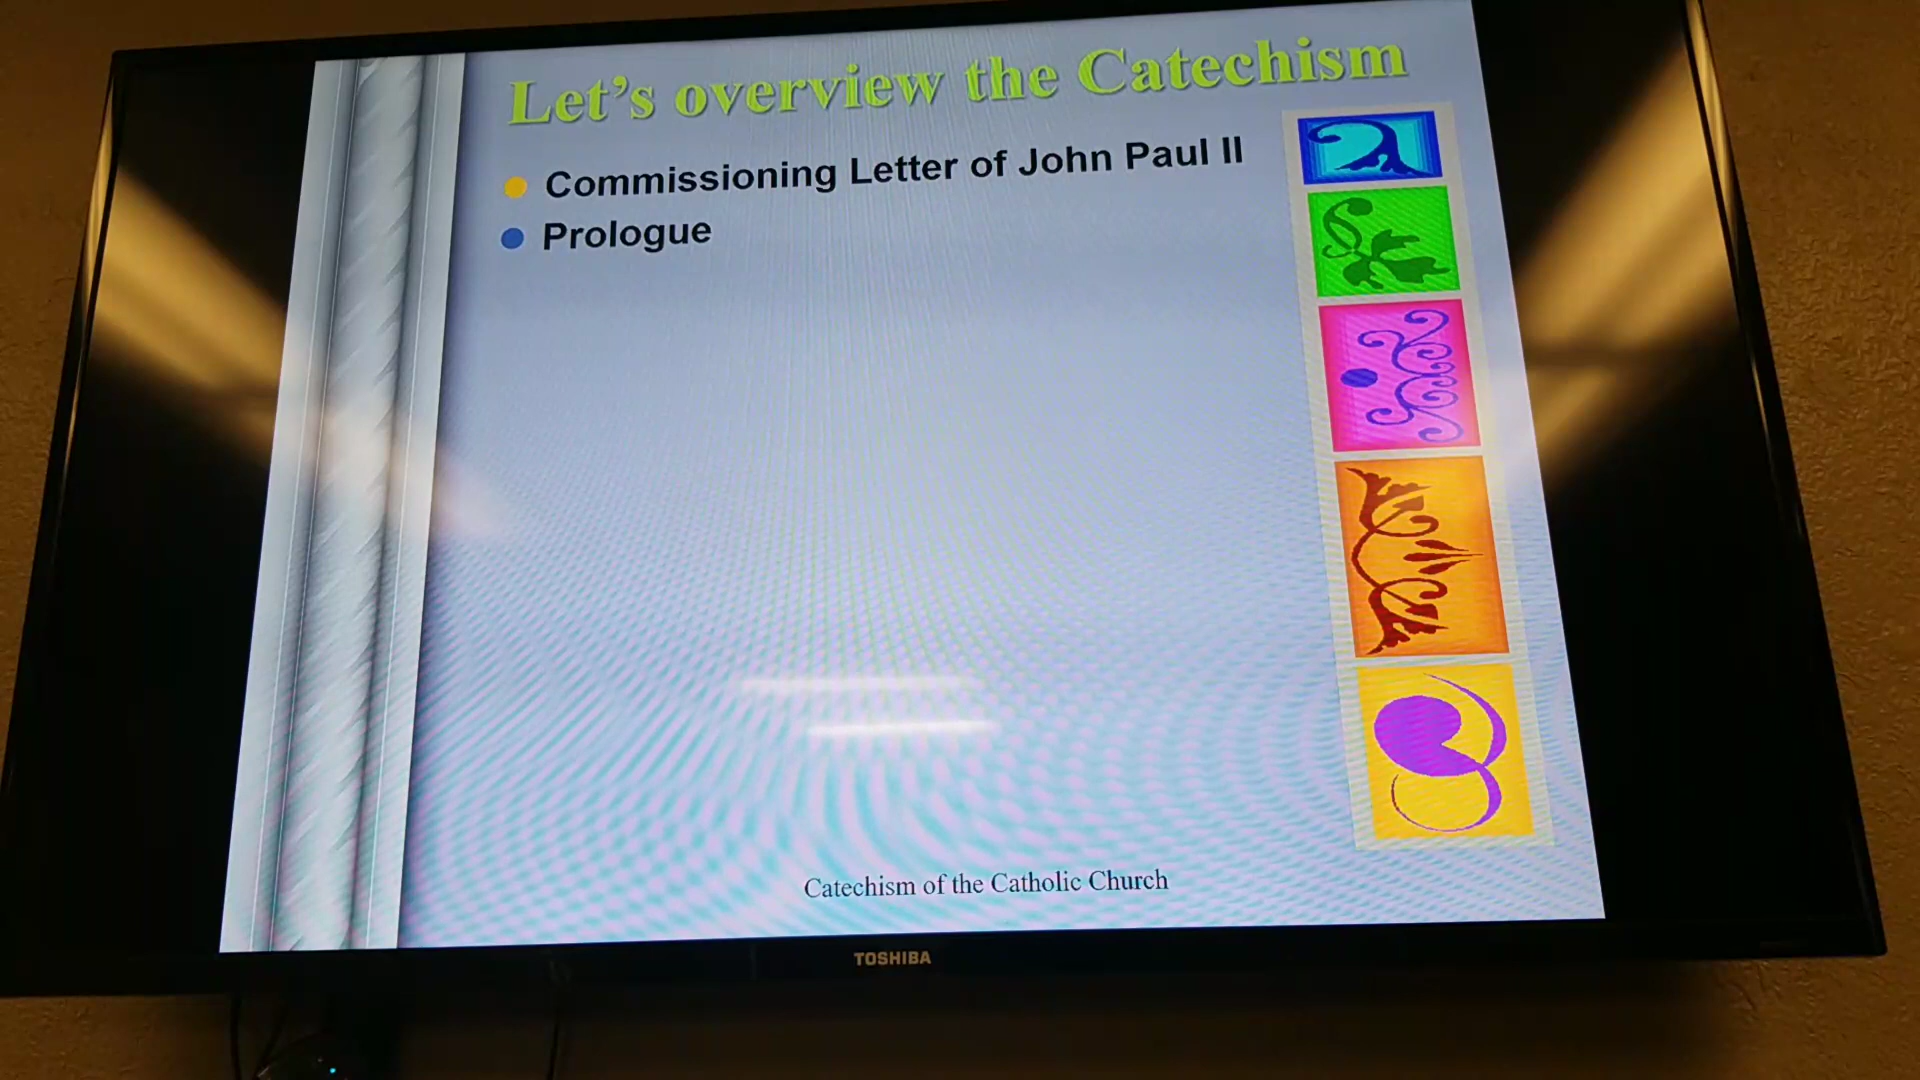 Let's overview the Catechism
Commissioning Letter of John Paul II
Prologue
Catechism of the Catholic Church
TOSHIBA